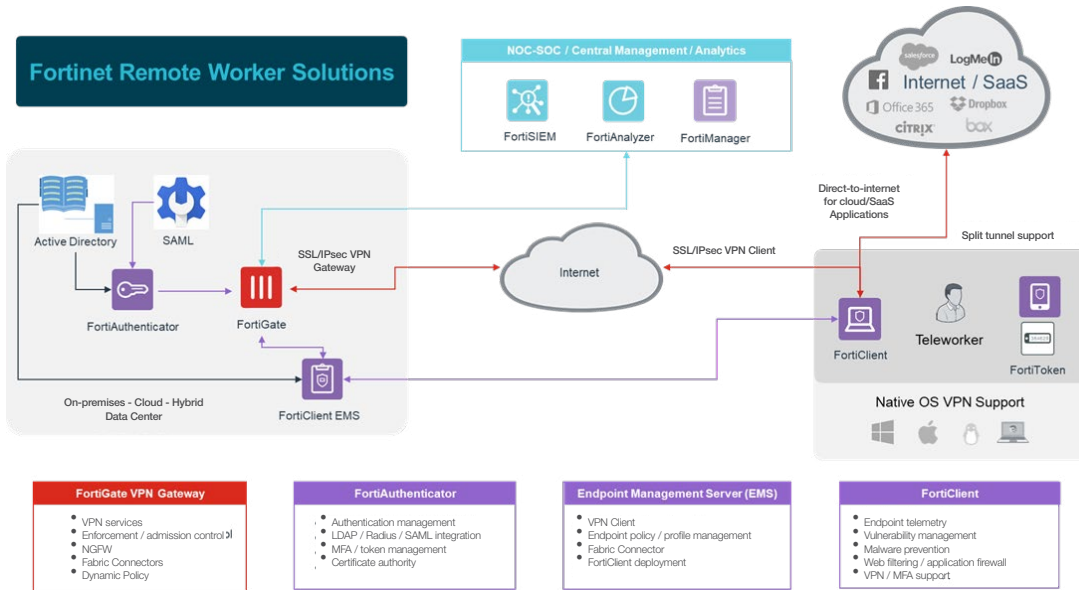 Fortinet Remote Worker Solutions
NOC-SOC / Central Management / Analytics
FortiSIEM
FortiAnalyzer
FortiManager
salesforce
LogMeIn
Internet / SaaS
Office 365
Dropbox
CITRIX
box
Active Directory
SAML
FortiAuthenticator
FortiGate
FortiClient EMS
On-premises - Cloud - Hybrid
Data Center
SSL/IPsec VPN
Gateway
Internet
SSL/IPsec VPN Client
Direct-to-internet
for cloud/SaaS
Applications
Split tunnel support
FortiClient
Teleworker
FortiToken
Native OS VPN Support
FortiGate VPN Gateway
VPN services
Enforcement / admission control
NGFW
Fabric Connectors
Dynamic Policy
FortiAuthenticator
Authentication management
LDAP / Radius / SAML integration
MFA / token management
Certificate authority
Endpoint Management Server (EMS)
VPN Client
Endpoint policy / profile management
Fabric Connector
FortiClient deployment
FortiClient
Endpoint telemetry
Vulnerability management
Malware prevention
Web filtering / application firewall
VPN / MFA support